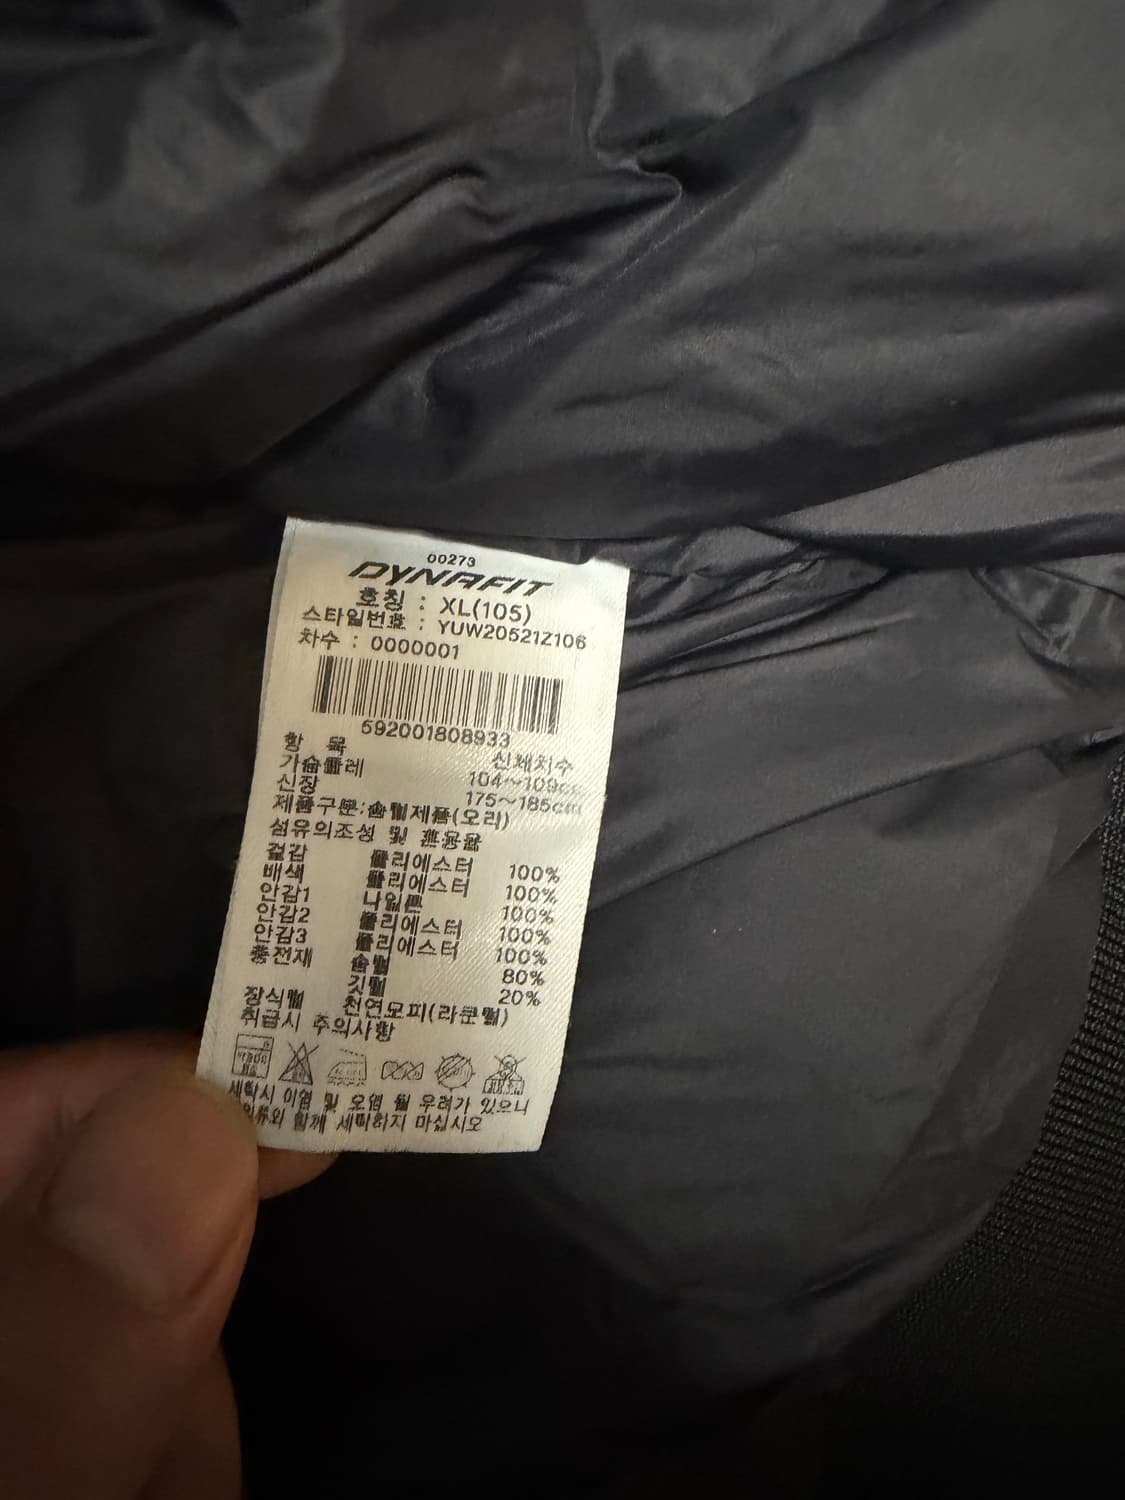 00273
DYNAFIT
호칭 : XL(105)
스타일번호 : YUW20521Z106
차수 : 0000001
592001808933
항 목 신체치수
가슴둘레 104~109cm
신장 175~185cm
제품구분:솜털제품(오리)
섬유의조성 및 혼용율
겉감 폴리에스터 100%
배색 폴리에스터 100%
안감1 나일론 100%
안감2 폴리에스터 100%
안감3 폴리에스터 100%
충전재 솜털 80%
깃털 20%
장식털 천연모피(라쿤털)
취급시 주의사항
세탁시 이염 및 오염 될 우려가 있으니
함께 세탁하지 마십시오